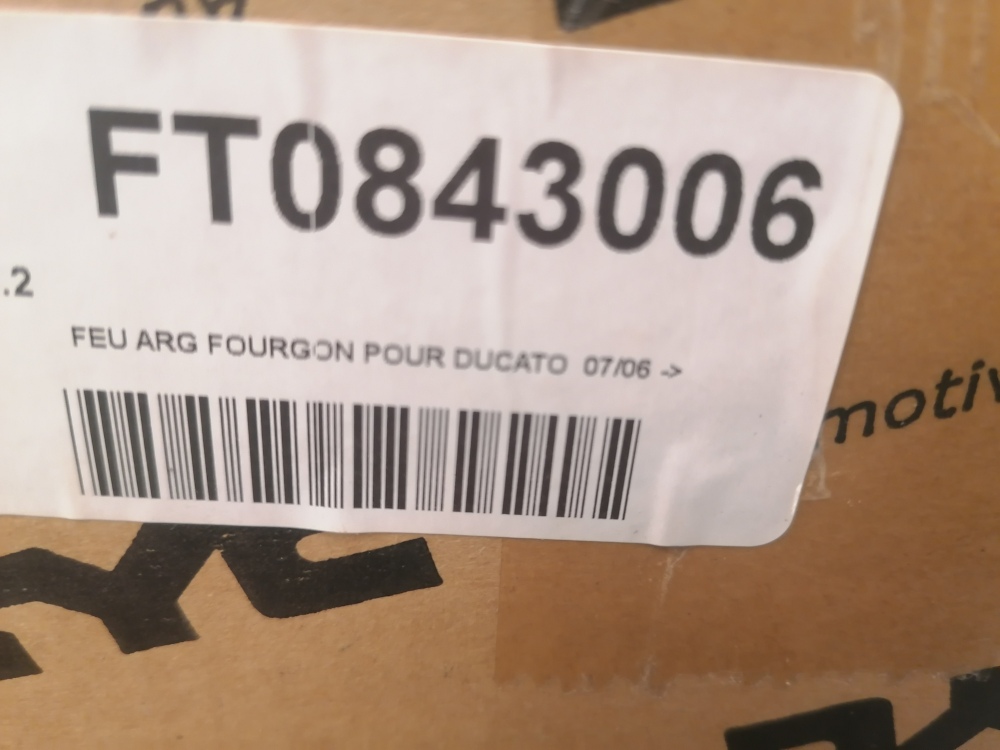 FT0843006
.2
FEU ARG FOURGON POUR DUCATO 07/06 ->
motiv